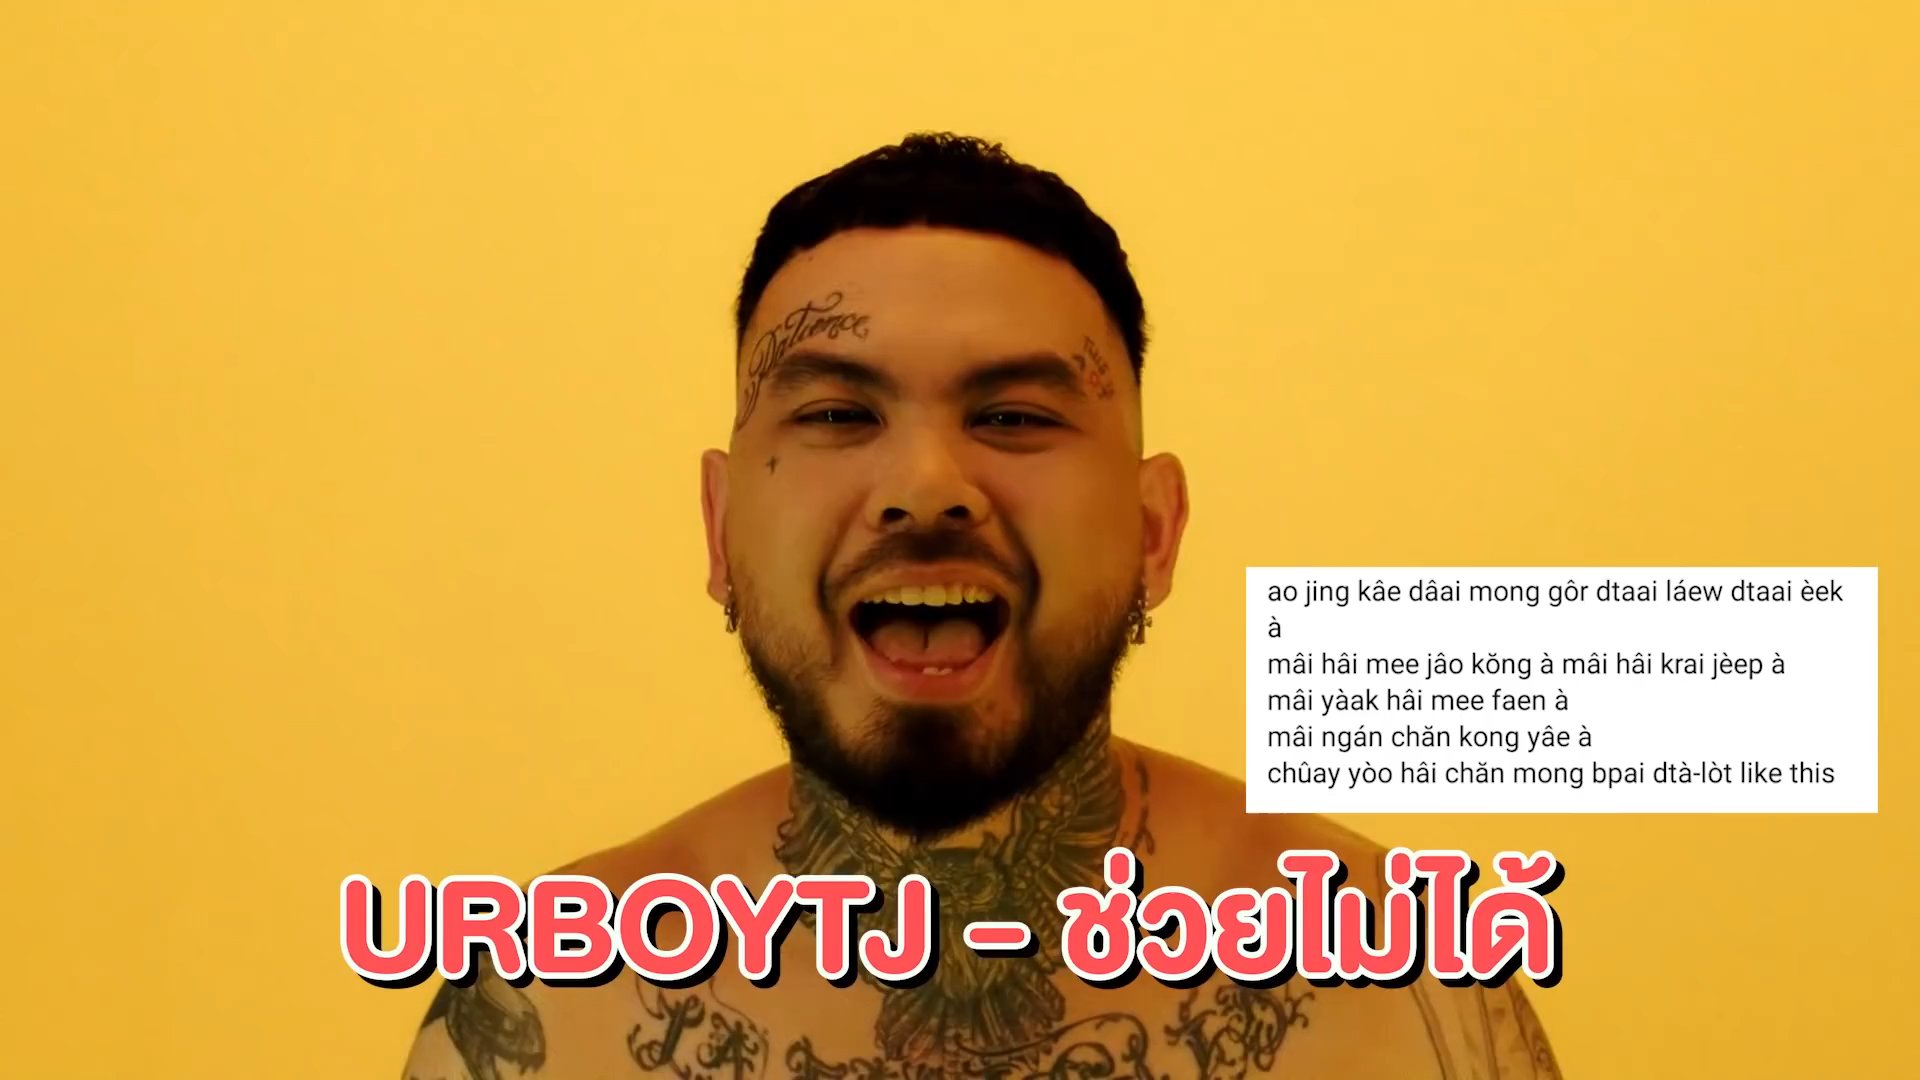 Patience
ao jing kâe dâai mong gôr dtaai láew dtaai èek
à
mâi hâi mee jâo kŏng à mâi hâi krai jèep à
mâi yàak hâi mee faen à
mâi ngán chăn kong yâe à
chûay yòo hâi chăn mong bpai dtà-lòt like this
URBOYTJ - ช่วยไม่ได้